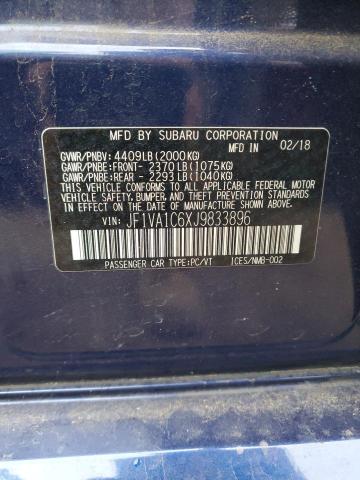 MFD BY SUBARU CORPORATION
GVWR/PNBV: 4409LB(2000KG) MFD IN 02/18
GAWR/PNBE:FRONT- 2370LB(1075KG)
GAWR/PNBE:REAR - 2293LB(1040KG)
THIS VEHICLE CONFORMS TO ALL APPLICABLE FEDERAL MOTOR
VEHICLE SAFETY, BUMPER, AND THEFT PREVENTION STANDARDS
IN EFFECT ON THE DATE OF MANUFACTURE SHOWN ABOVE.
VIN: JF1VA1C6XJ9833896
PASSENGER CAR TYPE:PC/VT ICES/NMB-002